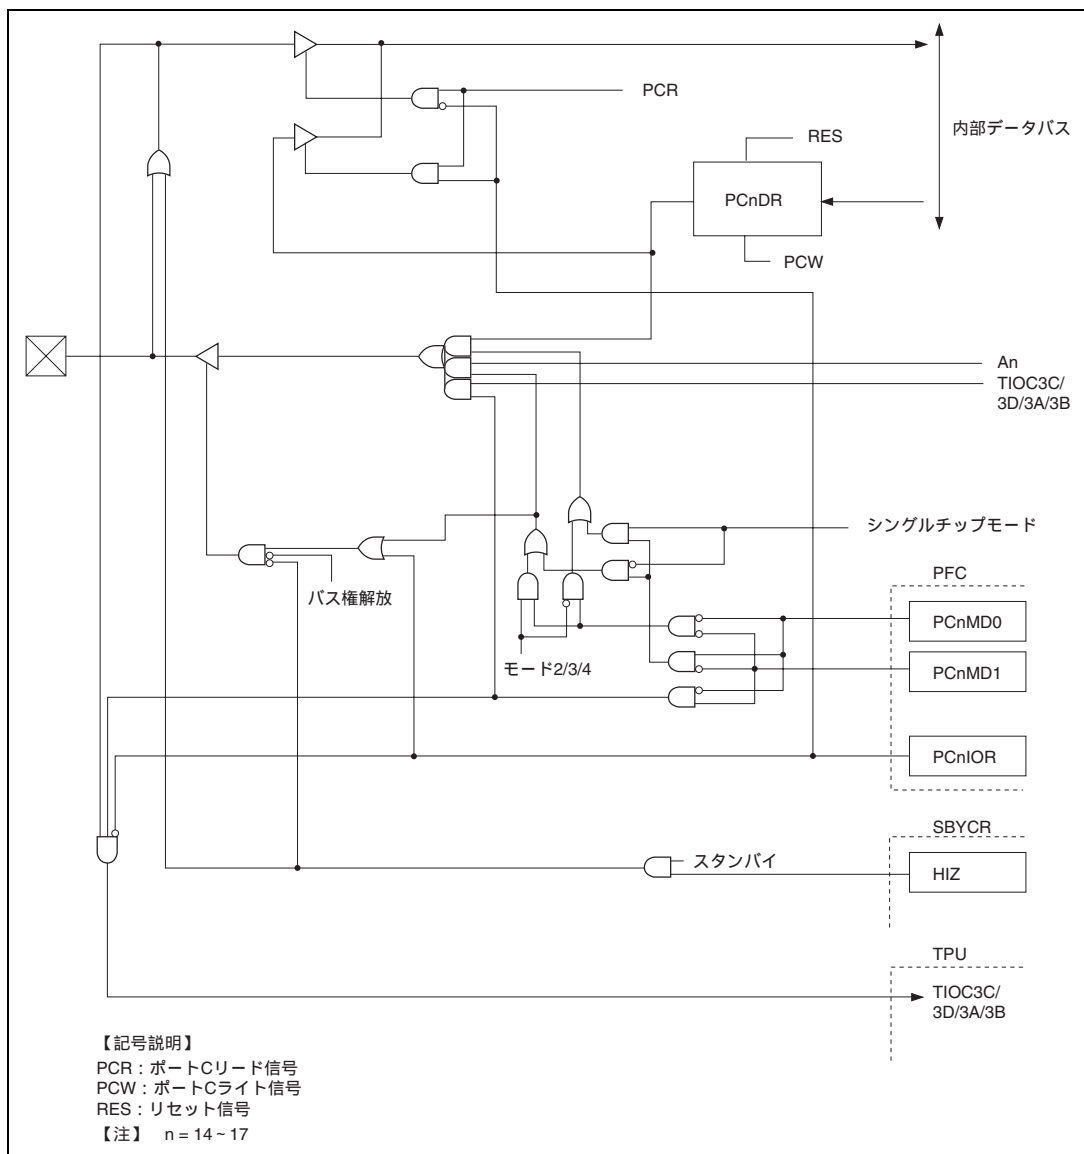 PCR
内部データバス
RES
PCnDR
PCW
An
TIOC3C/
3D/3A/3B
シングルチップモード
PFC
バス権解放
PCnMD0
モード2/3/4
PCnMD1
PCnIOR
SBYCR
スタンバイ
HIZ
TPU
TIOC3C/
3D/3A/3B
【記号説明】
PCR：ポートCリード信号
PCW：ポートCライト信号
RES：リセット信号
【注】 n = 14 ~ 17